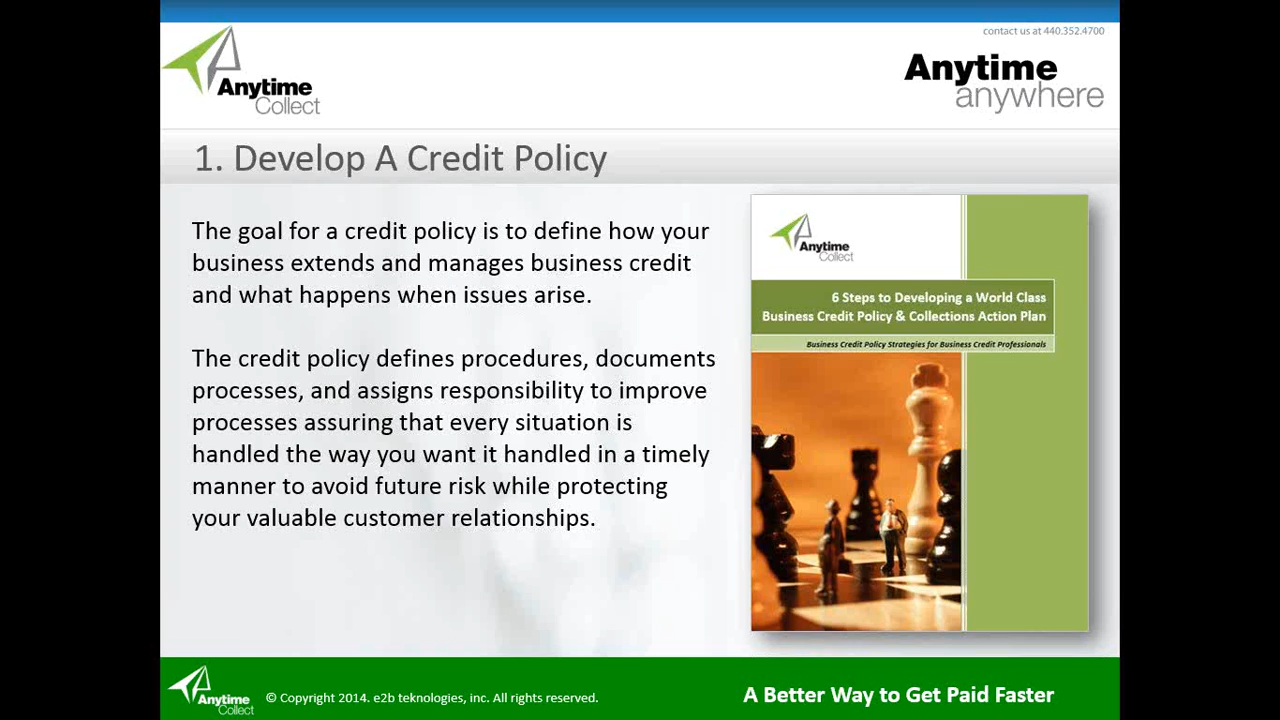 contact us at 440.352.4700
Anytime
Collect
Anytime
anywhere
1. Develop A Credit Policy
The goal for a credit policy is to define how your
business extends and manages business credit
and what happens when issues arise.
The credit policy defines procedures, documents
processes, and assigns responsibility to improve
processes assuring that every situation is
handled the way you want it handled in a timely
manner to avoid future risk while protecting
your valuable customer relationships.
Anytime
Collect
6 Steps to Developing a World Class
Business Credit Policy & Collections Action Plan
Business Credit Policy Strategies for Business Credit Professionals
Anytime
Collect
© Copyright 2014. e2b teknologies, inc. All rights reserved.
A Better Way to Get Paid Faster